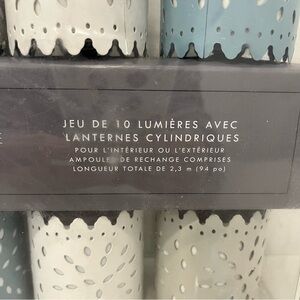 JEU DE 10 LUMIÈRES AVEC
LANTERNES CYLINDRIQUES
POUR L'INTÉRIEUR OU L'EXTÉRIEUR
AMPOULES DE RECHANGE COMPRISES
LONGUEUR TOTALE DE 2,3 m (94 po)